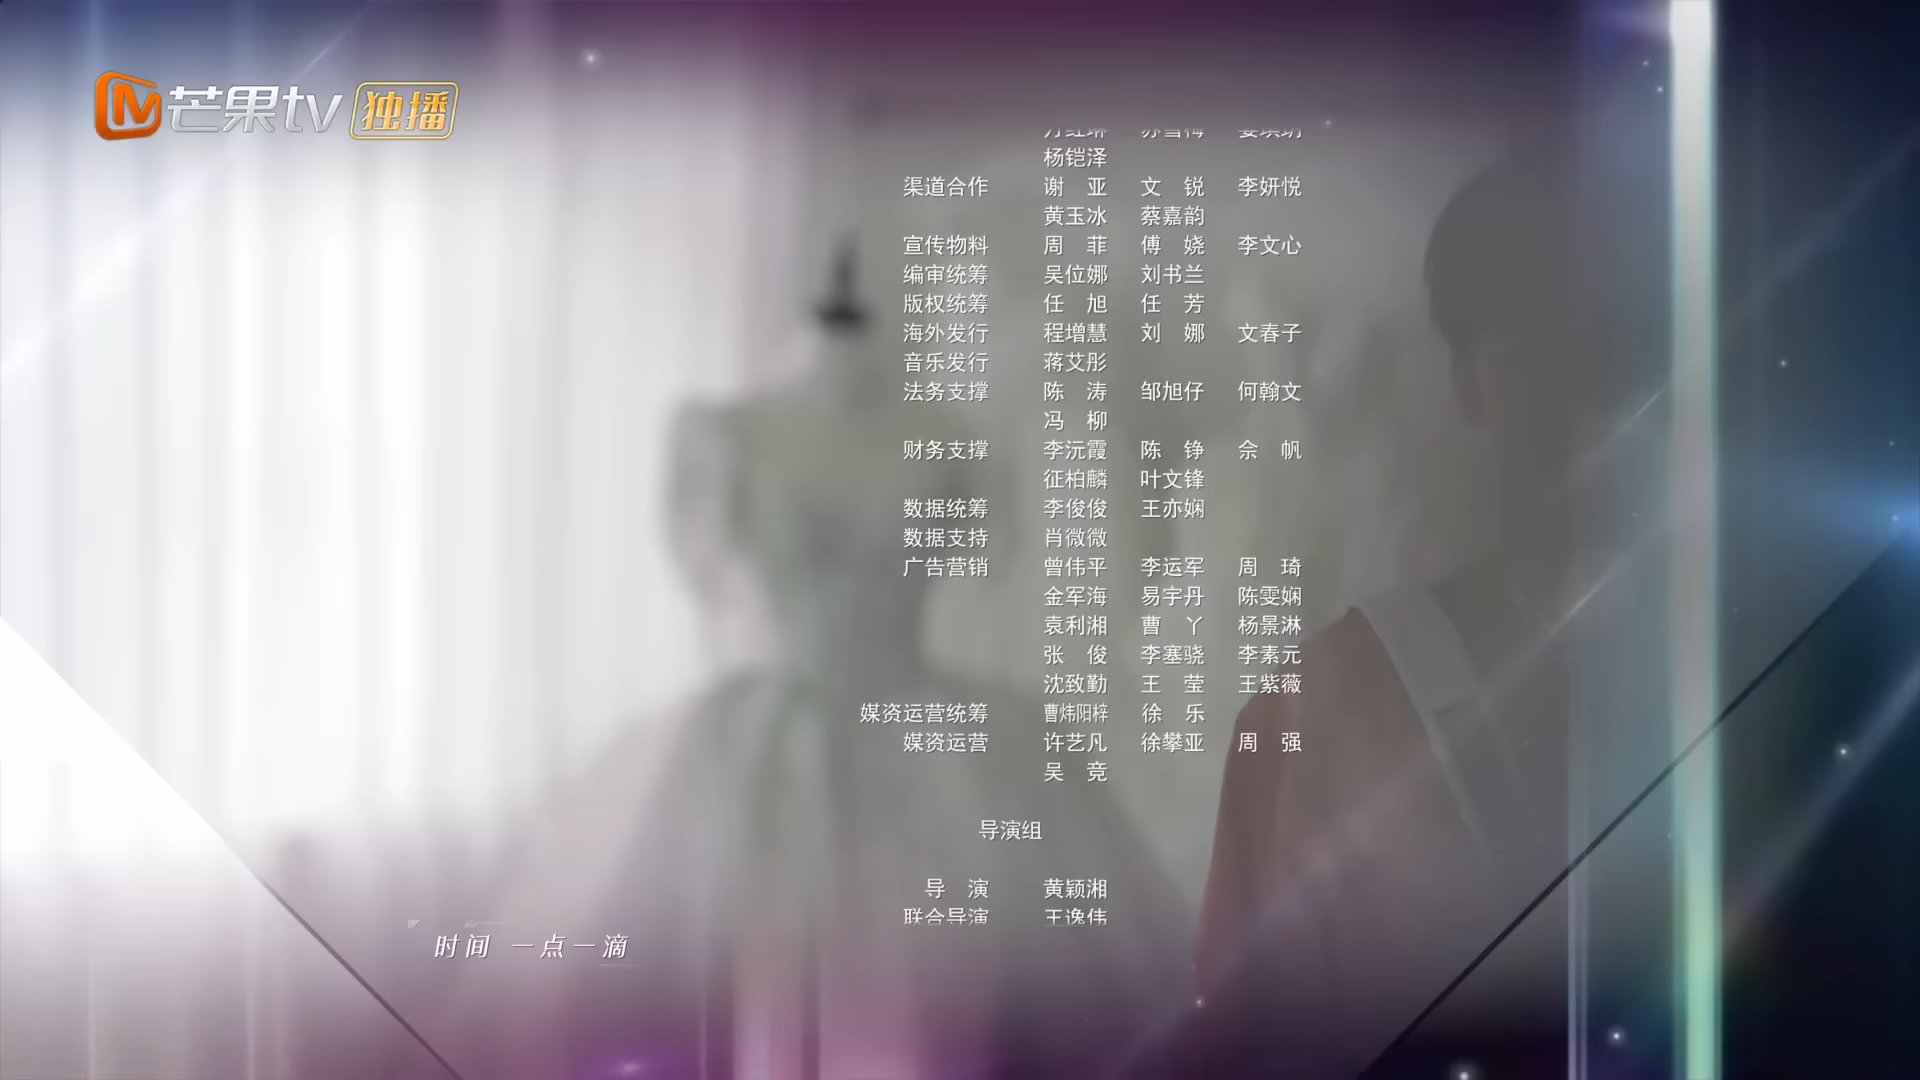 芒果tv 独播
杨铠泽
渠道合作 谢 亚 文 锐 李妍悦
黄玉冰 蔡嘉韵
宣传物料 周 菲 傅 娆 李文心
编审统筹 吴位娜 刘书兰
版权统筹 任 旭 任 芳
海外发行 程增慧 刘 娜 文春子
音乐发行 蒋艾彤
法务支撑 陈 涛 邹旭仔 何翰文
冯 柳
财务支撑 李沅霞 陈 铮 佘 帆
征柏麟 叶文锋
数据统筹 李俊俊 王亦娴
数据支持 肖微微
广告营销 曾伟平 李运军 周 琦
金军海 易宇丹 陈雯娴
袁利湘 曹 丫 杨景淋
张 俊 李塞骁 李素元
沈致勤 王 莹 王紫薇
媒资运营统筹 曹炜阳梓 徐 乐
媒资运营 许艺凡 徐攀亚 周 强
吴 竞
导演组
导 演 黄颖湘
联合导演 王逸伟
时间 一点一滴